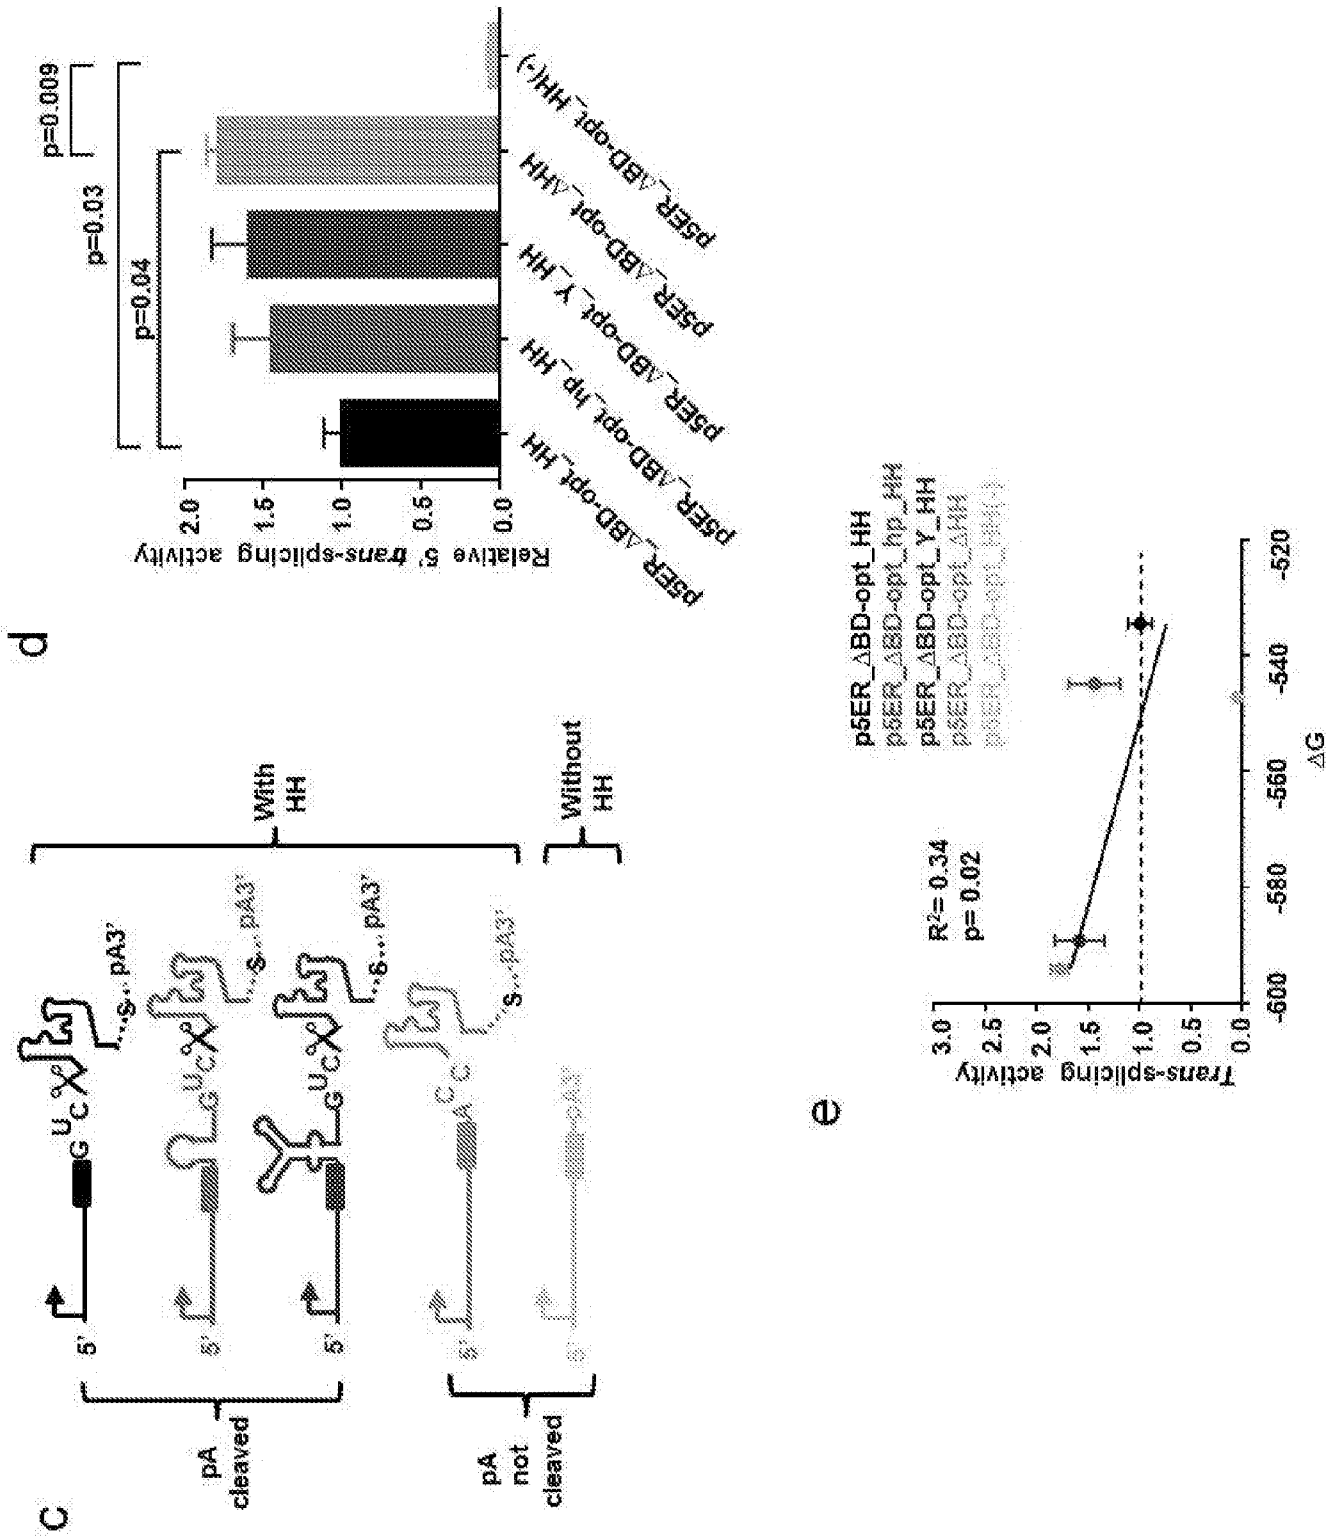 c
pA
cleaved
pA
not
cleaved
5'
G U C
S...pA3'
5'
G U C
S...pA3'
5'
G U C
S...pA3'
5'
A C C
S...pA3'
5'
pA3'
With
HH
Without
HH
d
Relative 5' trans-splicing activity
2.0
1.5
1.0
0.5
0.0
p=0.04
p=0.03
p=0.009
p5ER_ΔBD-opt_HH
p5ER_ΔBD-opt_hp_HH
p5ER_ΔBD-opt_Y_HH
p5ER_ΔBD-opt_ΔHH
p5ER_ΔBD-opt_HH(-)
e
Trans-splicing activity
3.0
2.5
2.0
1.5
1.0
0.5
0.0
R²= 0.34
p= 0.02
p5ER_ΔBD-opt_HH
p5ER_ΔBD-opt_hp_HH
p5ER_ΔBD-opt_Y_HH
p5ER_ΔBD-opt_ΔHH
p5ER_ΔBD-opt_HH(-)
-600
-580
-560
-540
-520
ΔG